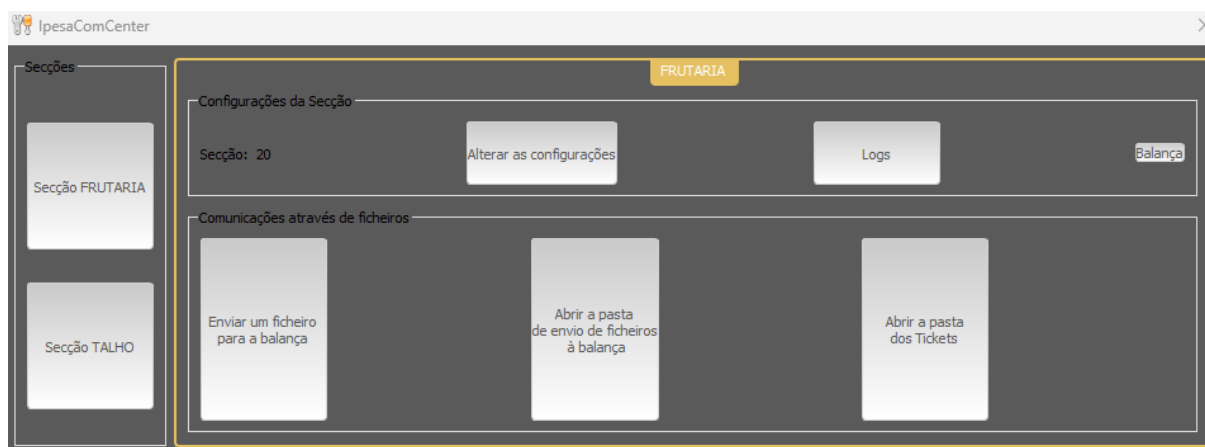 IpesaComCenter
Secções
Secção FRUTARIA
Secção TALHO
FRUTARIA
Configurações da Secção
Secção: 20
Alterar as configurações
Logs
Balança
Comunicações através de ficheiros
Enviar um ficheiro
para a balança
Abrir a pasta
de envio de ficheiros
à balança
Abrir a pasta
dos Tickets